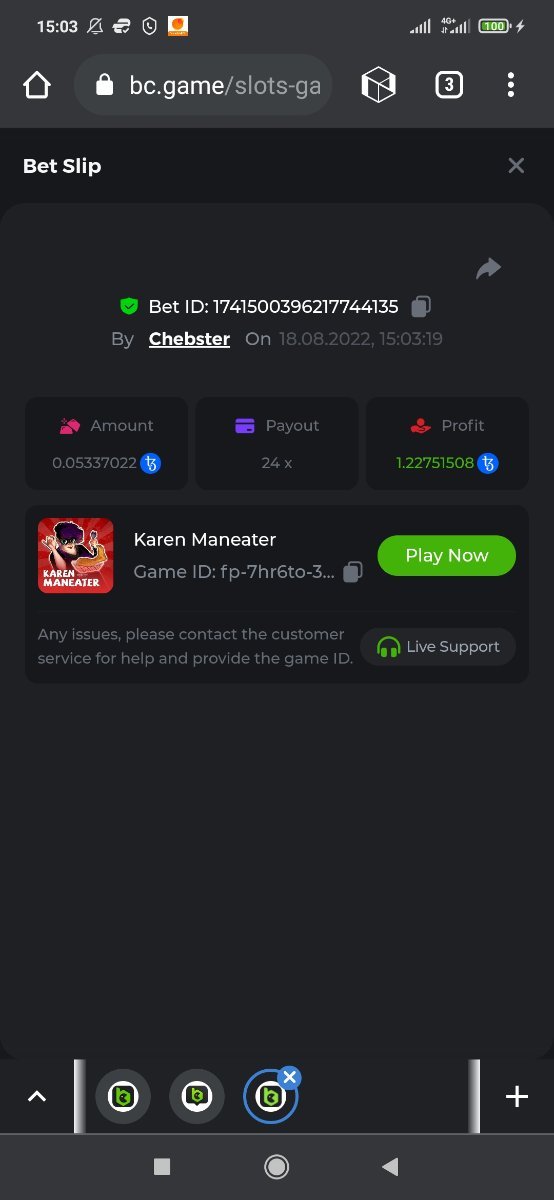 15:03
4G+
100
bc.game/slots-ga
3
Bet Slip
Bet ID: 1741500396217744135
By Chebster On 18.08.2022, 15:03:19
Amount
Payout
Profit
0.05337022
24 x
1.22751508
KAREN
MANEATER
Karen Maneater
Game ID: fp-7hr6to-3...
Play Now
Any issues, please contact the customer
service for help and provide the game ID.
Live Support